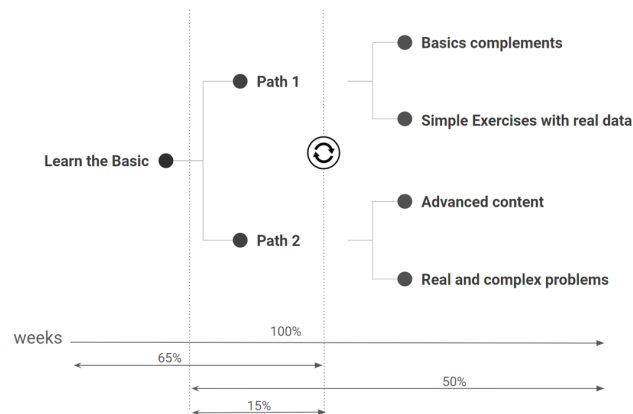 Basics complements
Path 1
Simple Exercises with real data
Learn the Basic
Advanced content
Path 2
Real and complex problems
weeks
100%
65%
50%
15%